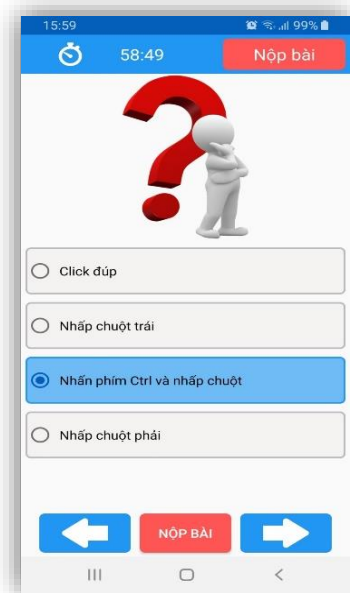 15:59 99%
58:49 Nộp bài
Click đúp
Nhấp chuột trái
Nhấn phím Ctrl và nhấp chuột
Nhấp chuột phải
NỘP BÀI